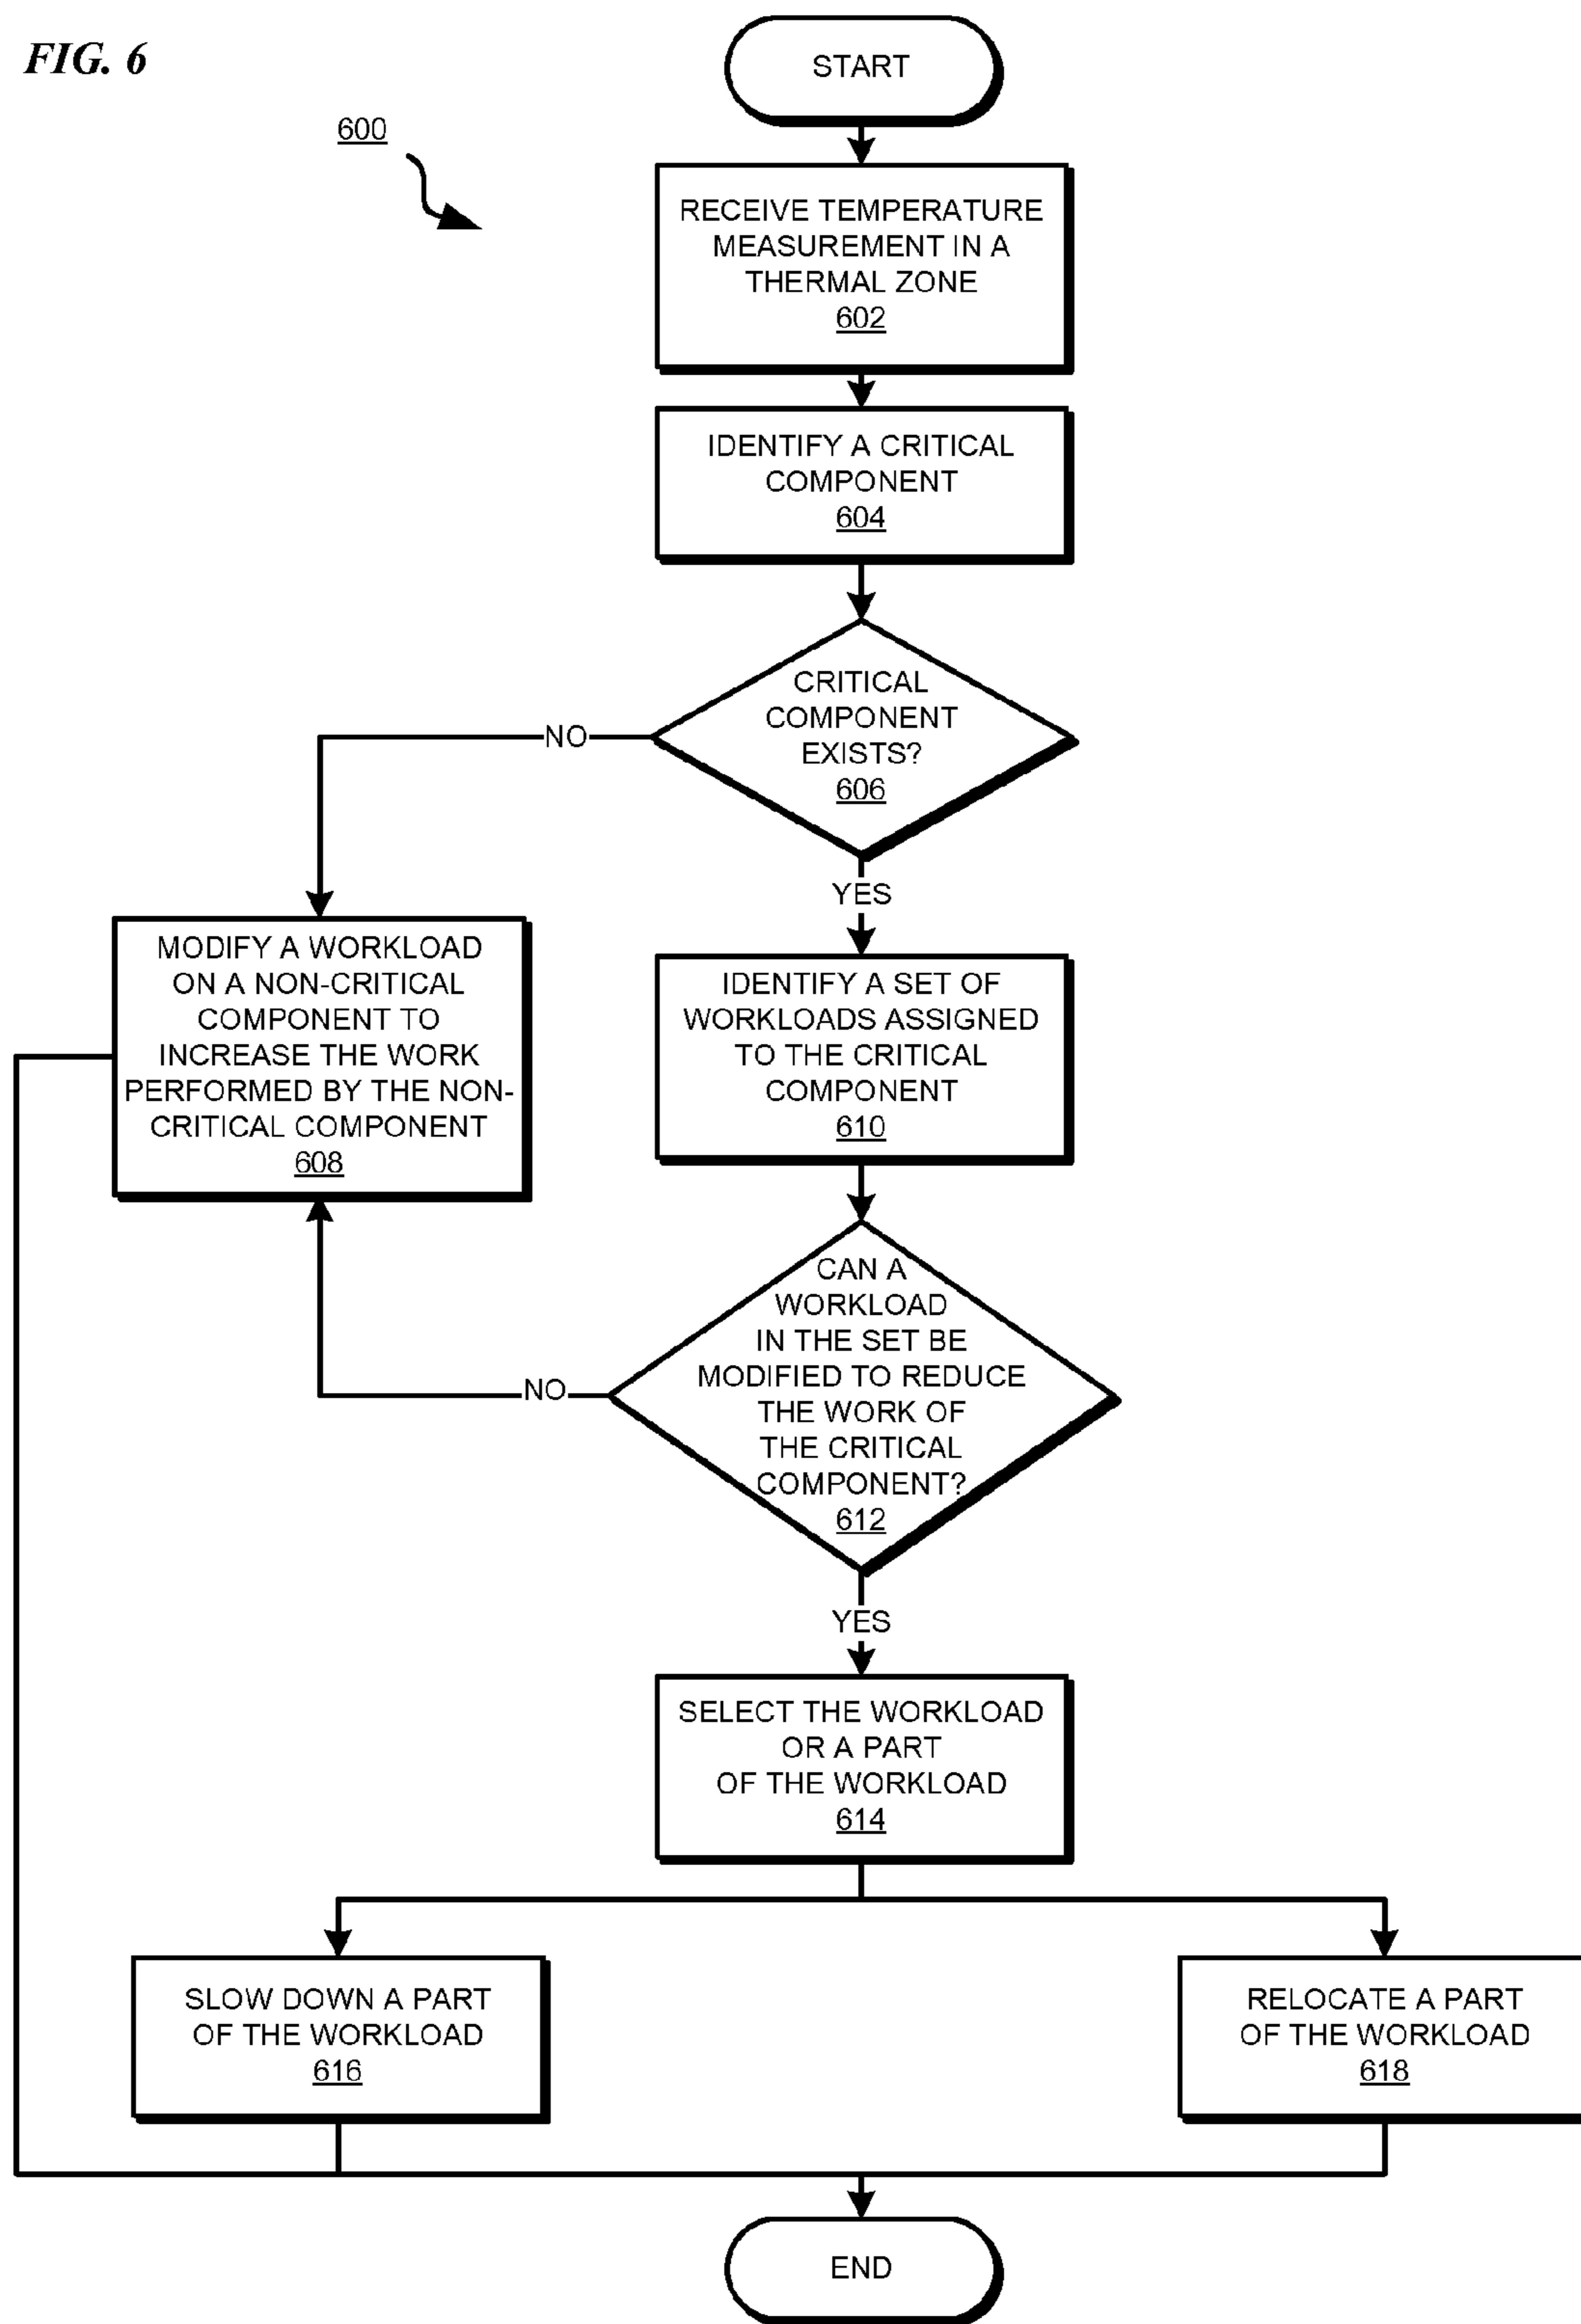 FIG. 6
600
START
RECEIVE TEMPERATURE
MEASUREMENT IN A
THERMAL ZONE
602
IDENTIFY A CRITICAL
COMPONENT
604
CRITICAL
COMPONENT
EXISTS?
606
NO
YES
MODIFY A WORKLOAD
ON A NON-CRITICAL
COMPONENT TO
INCREASE THE WORK
PERFORMED BY THE NON-
CRITICAL COMPONENT
608
IDENTIFY A SET OF
WORKLOADS ASSIGNED
TO THE CRITICAL
COMPONENT
610
CAN A
WORKLOAD
IN THE SET BE
MODIFIED TO REDUCE
THE WORK OF
THE CRITICAL
COMPONENT?
612
NO
YES
SELECT THE WORKLOAD
OR A PART
OF THE WORKLOAD
614
SLOW DOWN A PART
OF THE WORKLOAD
616
RELOCATE A PART
OF THE WORKLOAD
618
END